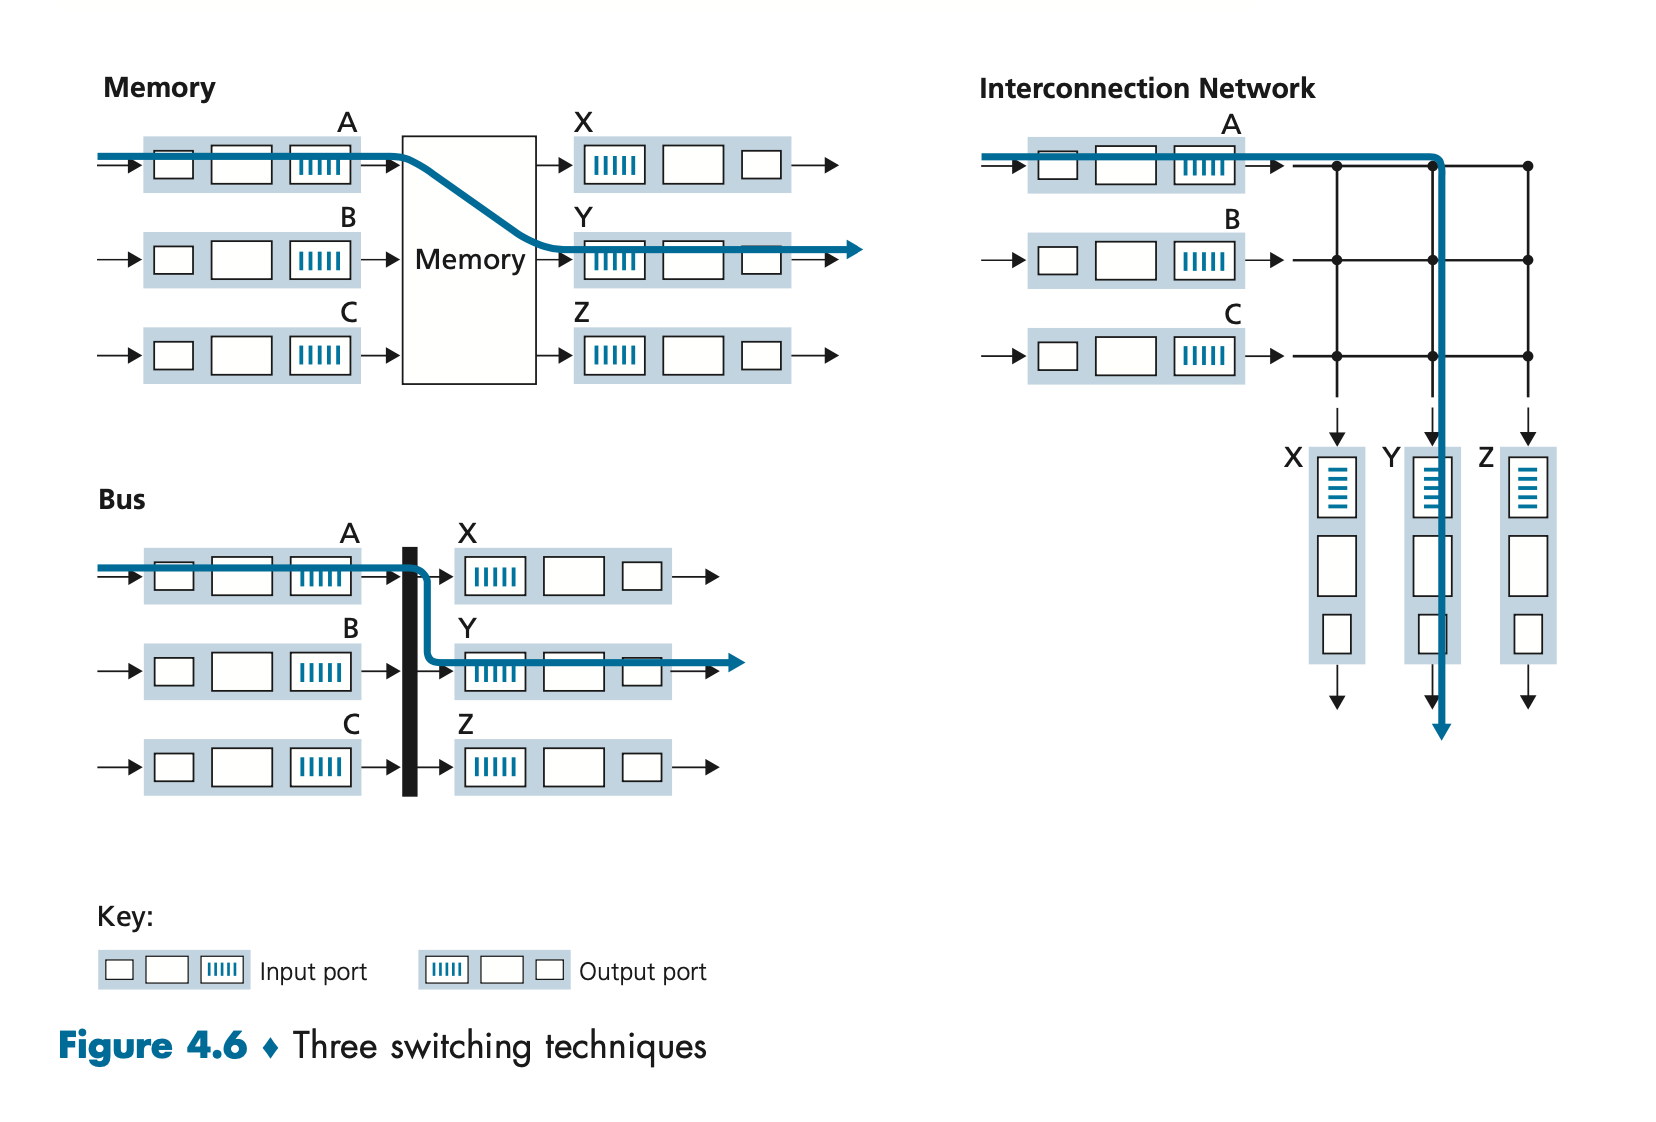 Memory
A
X
B
Y
Memory
C
Z
Interconnection Network
A
B
C
X
Y
Z
Bus
A
X
B
Y
C
Z
Key:
Input port
Output port
Figure 4.6 ♦ Three switching techniques